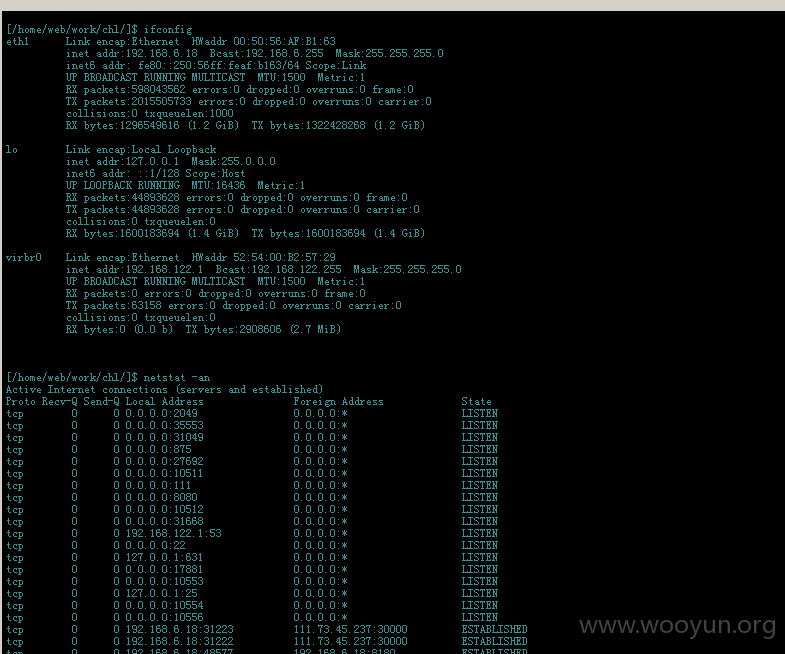 [/home/web/work/chl/]$ ifconfig
eth1 Link encap:Ethernet HWaddr 00:50:56:AF:B1:63
inet addr:192.168.6.18 Bcast:192.168.6.255 Mask:255.255.255.0
inet6 addr: fe80::250:56ff:feaf:b163/64 Scope:Link
UP BROADCAST RUNNING MULTICAST MTU:1500 Metric:1
RX packets:598043562 errors:0 dropped:0 overruns:0 frame:0
TX packets:2015505733 errors:0 dropped:0 overruns:0 carrier:0
collisions:0 txqueuelen:1000
RX bytes:1296549616 (1.2 GiB) TX bytes:1322428268 (1.2 GiB)
lo Link encap:Local Loopback
inet addr:127.0.0.1 Mask:255.0.0.0
inet6 addr: ::1/128 Scope:Host
UP LOOPBACK RUNNING MTU:16436 Metric:1
RX packets:44893628 errors:0 dropped:0 overruns:0 frame:0
TX packets:44893628 errors:0 dropped:0 overruns:0 carrier:0
collisions:0 txqueuelen:0
RX bytes:1600183694 (1.4 GiB) TX bytes:1600183694 (1.4 GiB)
virbr0 Link encap:Ethernet HWaddr 52:54:00:B2:57:29
inet addr:192.168.122.1 Bcast:192.168.122.255 Mask:255.255.255.0
UP BROADCAST RUNNING MULTICAST MTU:1500 Metric:1
RX packets:0 errors:0 dropped:0 overruns:0 frame:0
TX packets:63158 errors:0 dropped:0 overruns:0 carrier:0
collisions:0 txqueuelen:0
RX bytes:0 (0.0 b) TX bytes:2908606 (2.7 MiB)
[/home/web/work/chl/]$ netstat -an
Active Internet connections (servers and established)
Proto Recv-Q Send-Q Local Address Foreign Address State
tcp 0 0 0.0.0.0:2049 0.0.0.0:* LISTEN
tcp 0 0 0.0.0.0:35553 0.0.0.0:* LISTEN
tcp 0 0 0.0.0.0:31049 0.0.0.0:* LISTEN
tcp 0 0 0.0.0.0:875 0.0.0.0:* LISTEN
tcp 0 0 0.0.0.0:27692 0.0.0.0:* LISTEN
tcp 0 0 0.0.0.0:10511 0.0.0.0:* LISTEN
tcp 0 0 0.0.0.0:111 0.0.0.0:* LISTEN
tcp 0 0 0.0.0.0:8080 0.0.0.0:* LISTEN
tcp 0 0 0.0.0.0:10512 0.0.0.0:* LISTEN
tcp 0 0 0.0.0.0:31668 0.0.0.0:* LISTEN
tcp 0 0 192.168.122.1:53 0.0.0.0:* LISTEN
tcp 0 0 0.0.0.0:22 0.0.0.0:* LISTEN
tcp 0 0 127.0.0.1:631 0.0.0.0:* LISTEN
tcp 0 0 0.0.0.0:17881 0.0.0.0:* LISTEN
tcp 0 0 0.0.0.0:10553 0.0.0.0:* LISTEN
tcp 0 0 127.0.0.1:25 0.0.0.0:* LISTEN
tcp 0 0 0.0.0.0:10554 0.0.0.0:* LISTEN
tcp 0 0 0.0.0.0:10556 0.0.0.0:* LISTEN
tcp 0 0 192.168.6.18:31223 111.73.45.237:30000 ESTABLISHED
tcp 0 0 192.168.6.18:31222 111.73.45.237:30000 ESTABLISHED
tcp 0 0 192.168.6.18:48577 192.168.6.18:8180 ESTABLISHED
www.wooyun.org